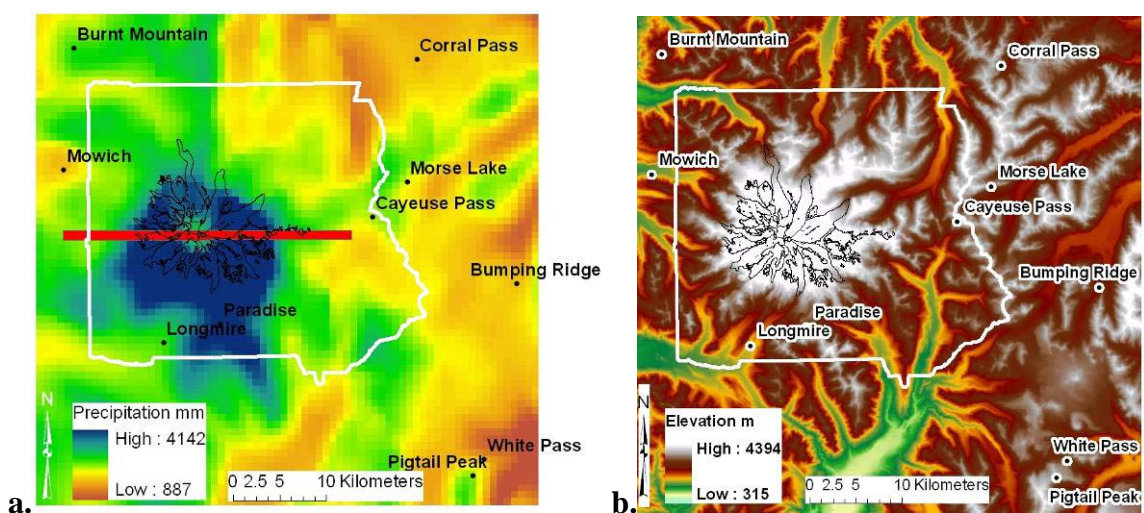 Burnt Mountain
Corral Pass
Mowich
Morse Lake
Cayeuse Pass
Bumping Ridge
Paradise
Longmire
N
Precipitation mm
High : 4142
Low : 887
0 2.5 5 10 Kilometers
White Pass
Pigtail Peak
a.
Burnt Mountain
Corral Pass
Mowich
Morse Lake
Cayeuse Pass
Bumping Ridge
Paradise
Longmire
N
Elevation m
High : 4394
Low : 315
0 2.5 5 10 Kilometers
White Pass
Pigtail Peak
b.